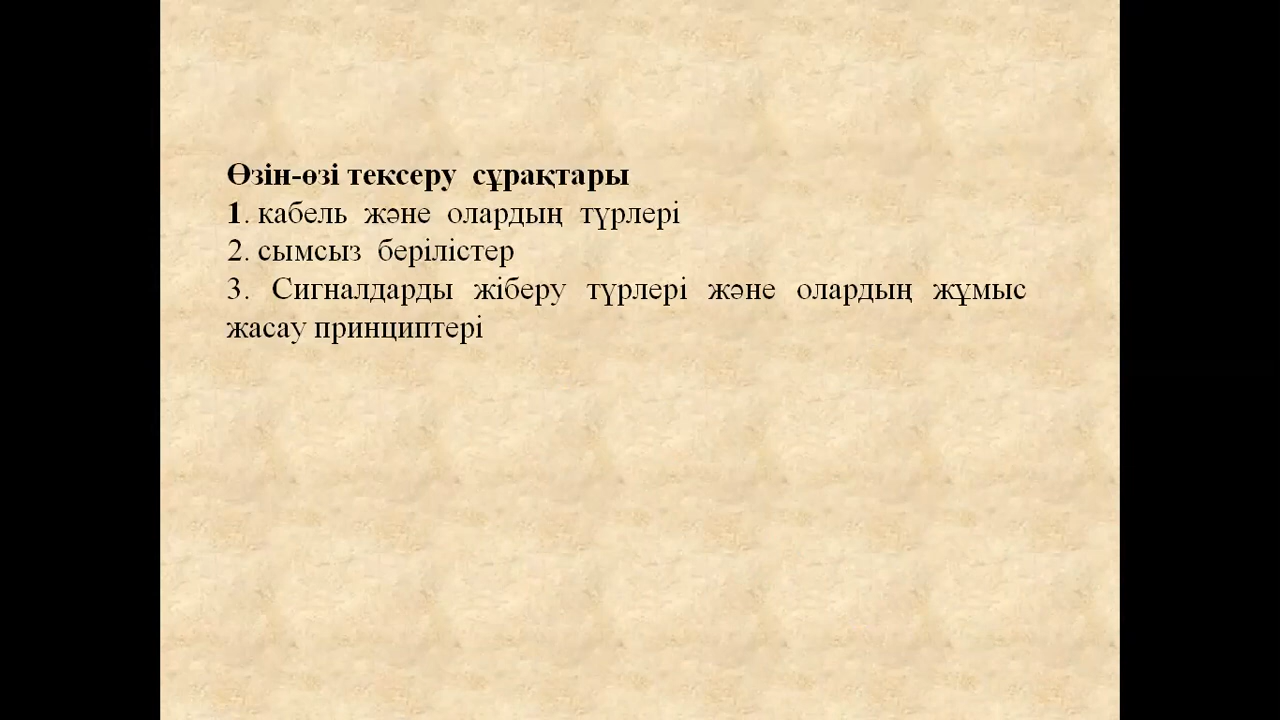 Өзін-өзі тексеру сұрақтары
1. кабель және олардың түрлері
2. сымсыз берілістер
3. Сигналдарды жіберу түрлері және олардың жұмыс
жасау принциптері